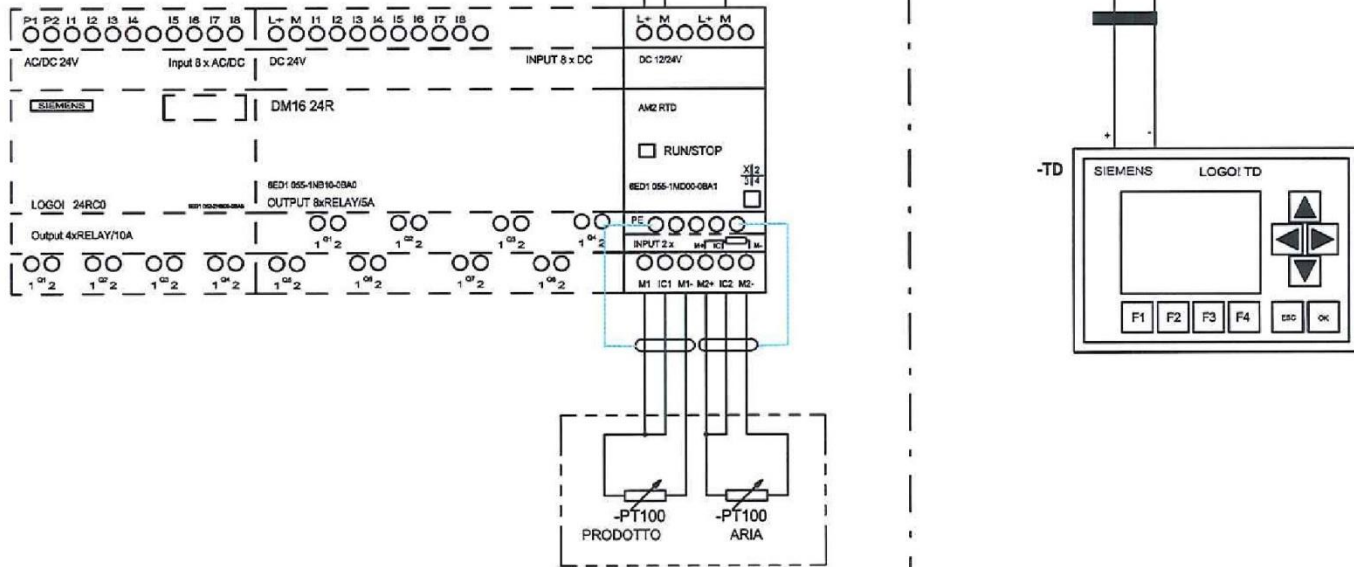 P1 P2 I1 I2 I3 I4 I5 I6 I7 I8
L+ M I1 I2 I3 I4 I5 I6 I7 I8
L+ M L+ M
AC/DC 24V Input 8 x AC/DC
DC 24V INPUT 8 x DC
DC 12/24V
SIEMENS
DM16 24R
AM2 RTD
RUN/STOP
X 2
3 4
6ED1 055-1NB10-0BA0
6ED1 055-1MD00-0BA1
LOGO! 24RC0
OUTPUT 8xRELAY/5A
Output 4xRELAY/10A
1 Q1 2 1 Q2 2 1 Q3 2 1 Q4 2
PE
INPUT 2 x M+ IC M-
1 Q1 2 1 Q2 2 1 Q3 2 1 Q4 2
1 Q5 2 1 Q6 2 1 Q7 2 1 Q8 2
M1 IC1 M1- M2+ IC2 M2-
-PT100
PRODOTTO
-PT100
ARIA
+ -
-TD
SIEMENS LOGO! TD
F1 F2 F3 F4 ESC OK